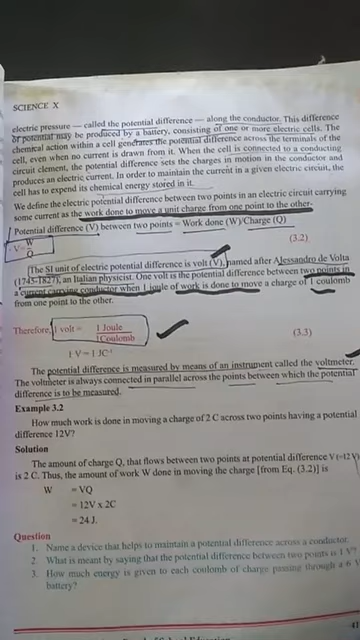 SCIENCE X
electric pressure — called the potential difference — along the conductor. This difference
of potential may be produced by a battery, consisting of one or more electric cells. The
chemical action within a cell generates the potential difference across the terminals of the
cell, even when no current is drawn from it. When the cell is connected to a conducting
circuit element, the potential difference sets the charges in motion in the conductor and
produces an electric current. In order to maintain the current in a given electric circuit, the
cell has to expend its chemical energy stored in it.
We define the electric potential difference between two points in an electric circuit carrying
some current as the work done to move a unit charge from one point to the other-
Potential difference (V) between two points = Work done (W)/Charge (Q)
V = W/Q (3.2)
The SI unit of electric potential difference is volt (V), named after Alessandro de Volta
(1745-1827), an Italian physicist. One volt is the potential difference between two points in
a current carrying conductor when 1 joule of work is done to move a charge of 1 coulomb
from one point to the other.
Therefore, 1 volt = 1 Joule / 1Coulomb (3.3)
1 V = 1 JC⁻¹
The potential difference is measured by means of an instrument called the voltmeter.
The voltmeter is always connected in parallel across the points between which the potential
difference is to be measured.
Example 3.2
How much work is done in moving a charge of 2 C across two points having a potential
difference 12V?
Solution
The amount of charge Q, that flows between two points at potential difference V (=12 V)
is 2 C. Thus, the amount of work W done in moving the charge [from Eq. (3.2)] is
W = VQ
= 12V x 2C
= 24 J.
Question
1. Name a device that helps to maintain a potential difference across a conductor.
2. What is meant by saying that the potential difference between two points is 1 V?
3. How much energy is given to each coulomb of charge passing through a 6 V
battery?